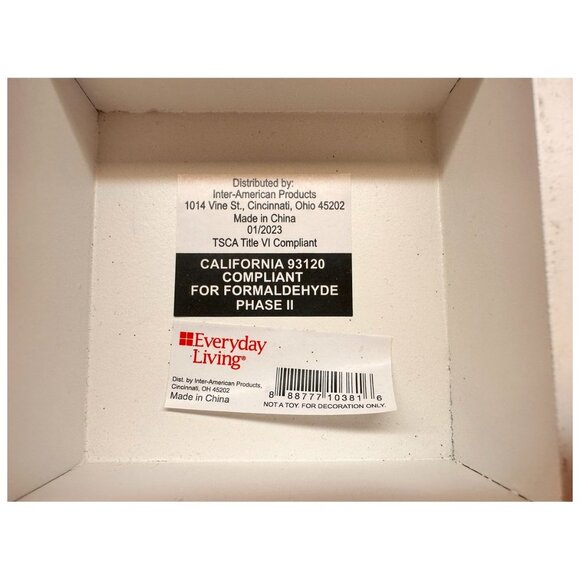 Distributed by:
Inter-American Products
1014 Vine St., Cincinnati, Ohio 45202
Made in China
01/2023
TSCA Title VI Compliant
CALIFORNIA 93120
COMPLIANT
FOR FORMALDEHYDE
PHASE II
Everyday
Living®
Dist. by Inter-American Products,
Cincinnati, OH 45202
Made in China
8 88777 10381 6
NOT A TOY. FOR DECORATION ONLY.